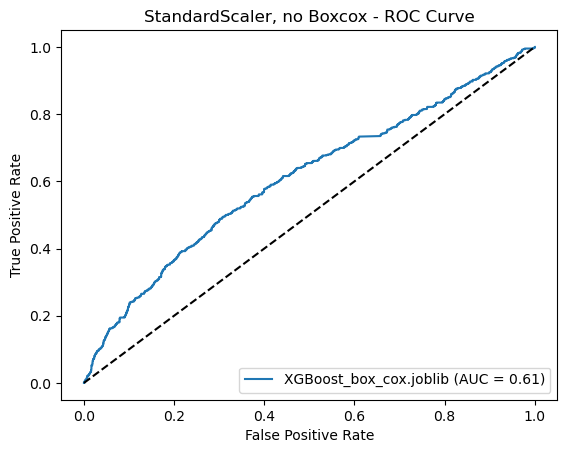 StandardScaler, no Boxcox - ROC Curve
True Positive Rate
1.0
0.8
0.6
0.4
0.2
0.0
XGBoost_box_cox.joblib (AUC = 0.61)
0.0 0.2 0.4 0.6 0.8 1.0
False Positive Rate